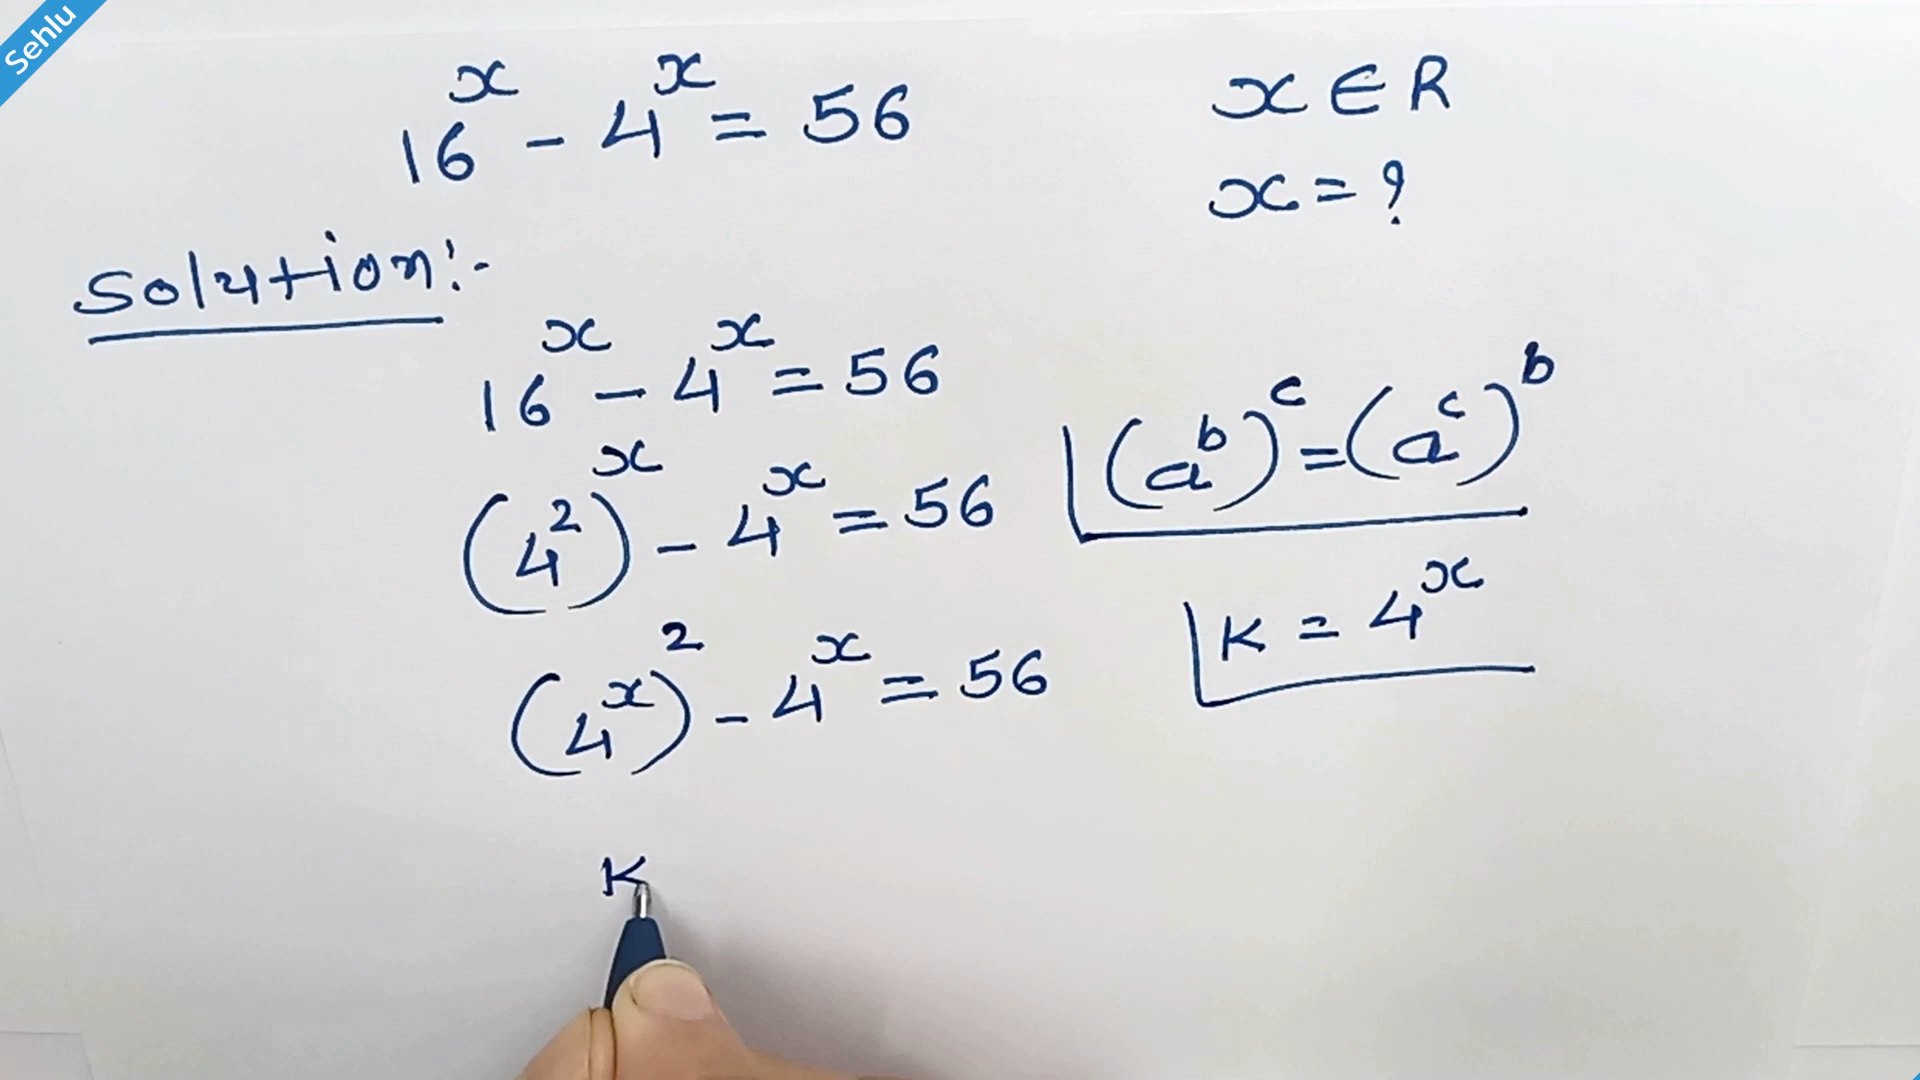 Sehlu
16^x - 4^x = 56
x ∈ R
x = ?
Solution:-
16^x - 4^x = 56
(4^2)^x - 4^x = 56
(a^b)^c = (a^c)^b
(4^x)^2 - 4^x = 56
K = 4^x
K